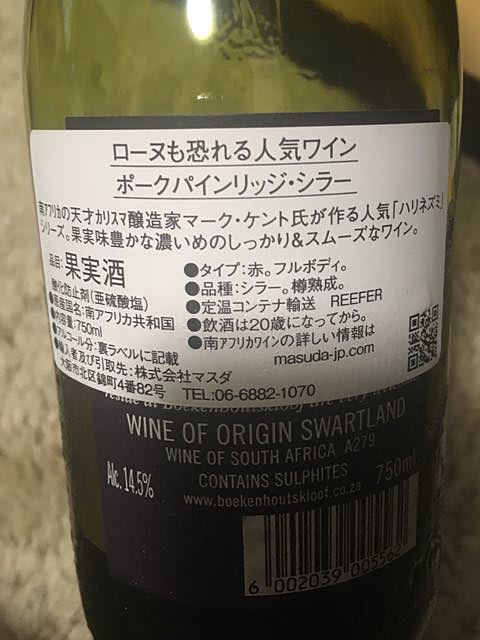 ローヌも恐れる人気ワイン
ポークパインリッジ・シラー
南アフリカの天才カリスマ醸造家マーク・ケント氏が作る人気「ハリネズミ」
シリーズ。果実味豊かな濃いめのしっかり&スムーズなワイン。
品目:果実酒
酸化防止剤(亜硫酸塩)
●原産国名:南アフリカ共和国
●内容量:750ml
●アルコール分:裏ラベルに記載
●輸入者及び引取先:株式会社マスダ
大阪市北区錦町4番82号 TEL:06-6882-1070
●タイプ:赤。フルボディ。
●品種:シラー。樽熟成。
●定温コンテナ輸送 REEFER
●飲酒は20歳になってから。
●南アフリカワインの詳しい情報は
masuda-jp.com
Boekenhoutskloof
WINE OF ORIGIN SWARTLAND
WINE OF SOUTH AFRICA A279
CONTAINS SULPHITES
Alc. 14.5%
750ml
www.boekenhoutskloof.co.za
6 002039 005562